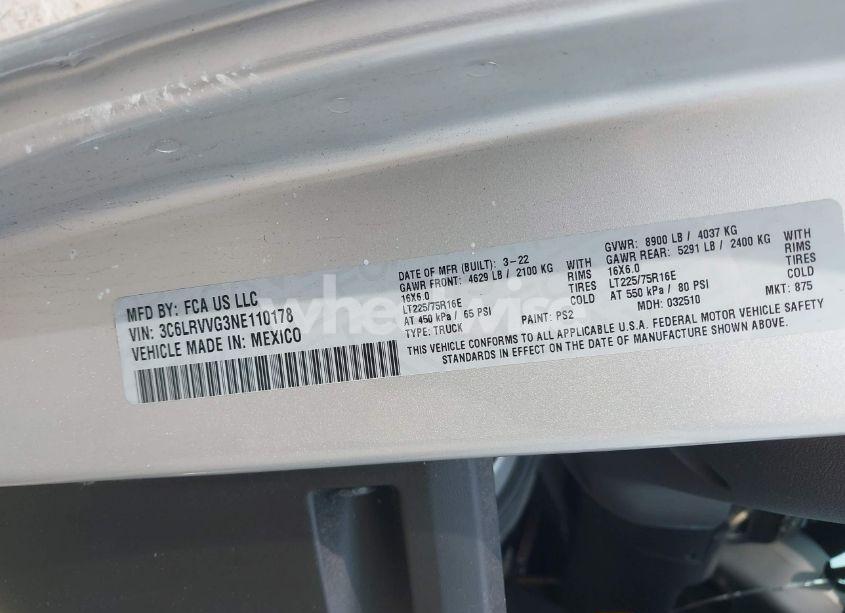 MFD BY: FCA US LLC
VIN: 3C6LRVVG3NE110178
VEHICLE MADE IN: MEXICO
DATE OF MFR (BUILT): 3-22
GAWR FRONT: 4629 LB / 2100 KG WITH
16X6.0 RIMS
LT225/75R16E TIRES
AT 450 kPa / 65 PSI COLD
TYPE: TRUCK PAINT: PS2
GVWR: 8900 LB / 4037 KG
GAWR REAR: 5291 LB / 2400 KG WITH
16X6.0 RIMS
LT225/75R16E TIRES
AT 550 kPa / 80 PSI COLD
MDH: 032510 MKT: 875
THIS VEHICLE CONFORMS TO ALL APPLICABLE U.S.A. FEDERAL MOTOR VEHICLE SAFETY
STANDARDS IN EFFECT ON THE DATE OF MANUFACTURE SHOWN ABOVE.
wheelwise